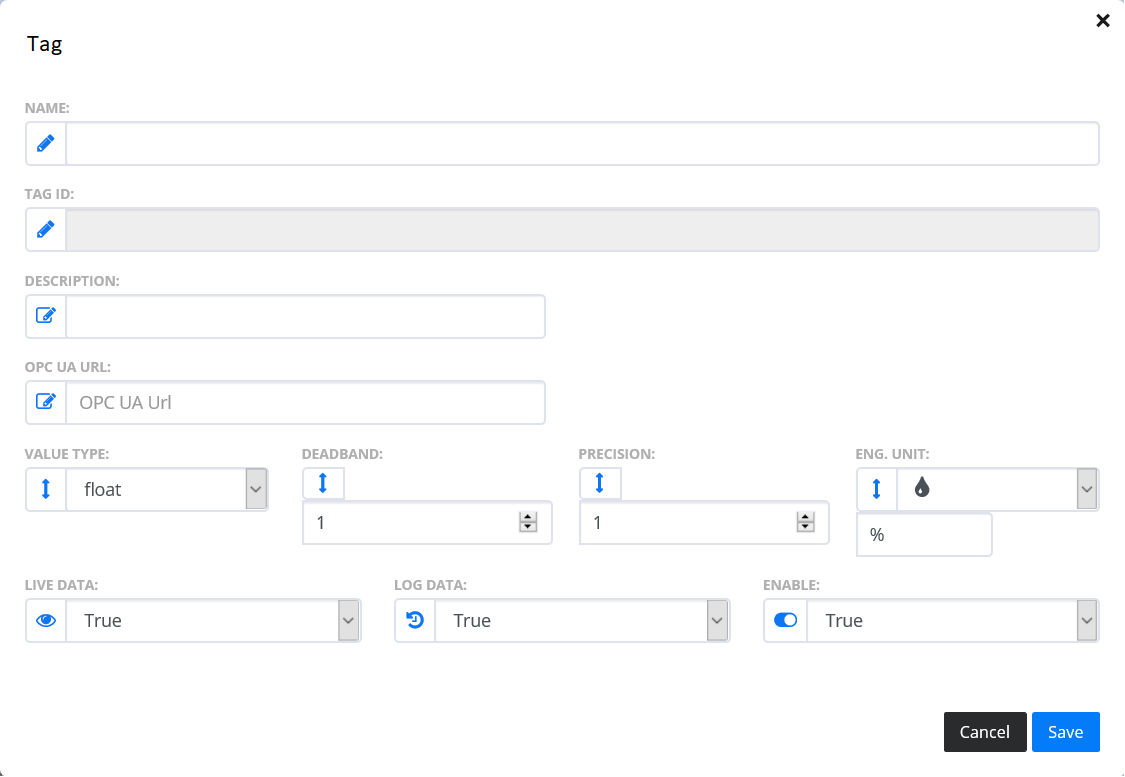 Tag
NAME:
TAG ID:
DESCRIPTION:
OPC UA URL:
OPC UA Url
VALUE TYPE: DEADBAND: PRECISION: ENG. UNIT:
float
1 1
%
LIVE DATA: LOG DATA: ENABLE:
True True True
Cancel Save